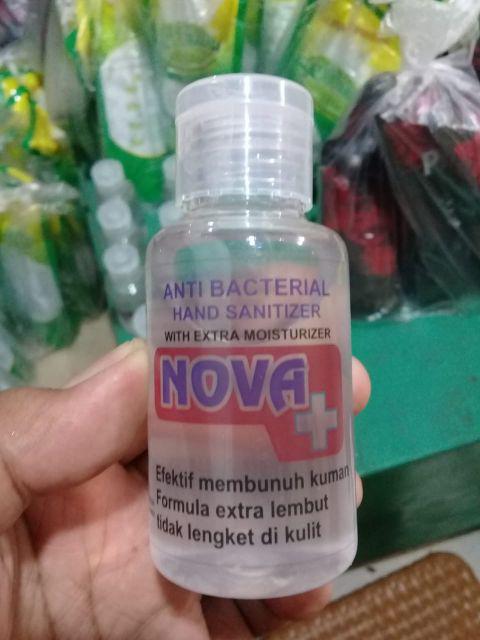 ANTI BACTERIAL
HAND SANITIZER
WITH EXTRA MOISTURIZER
NOVA+
Efektif membunuh kuman
Formula extra lembut
tidak lengket di kulit